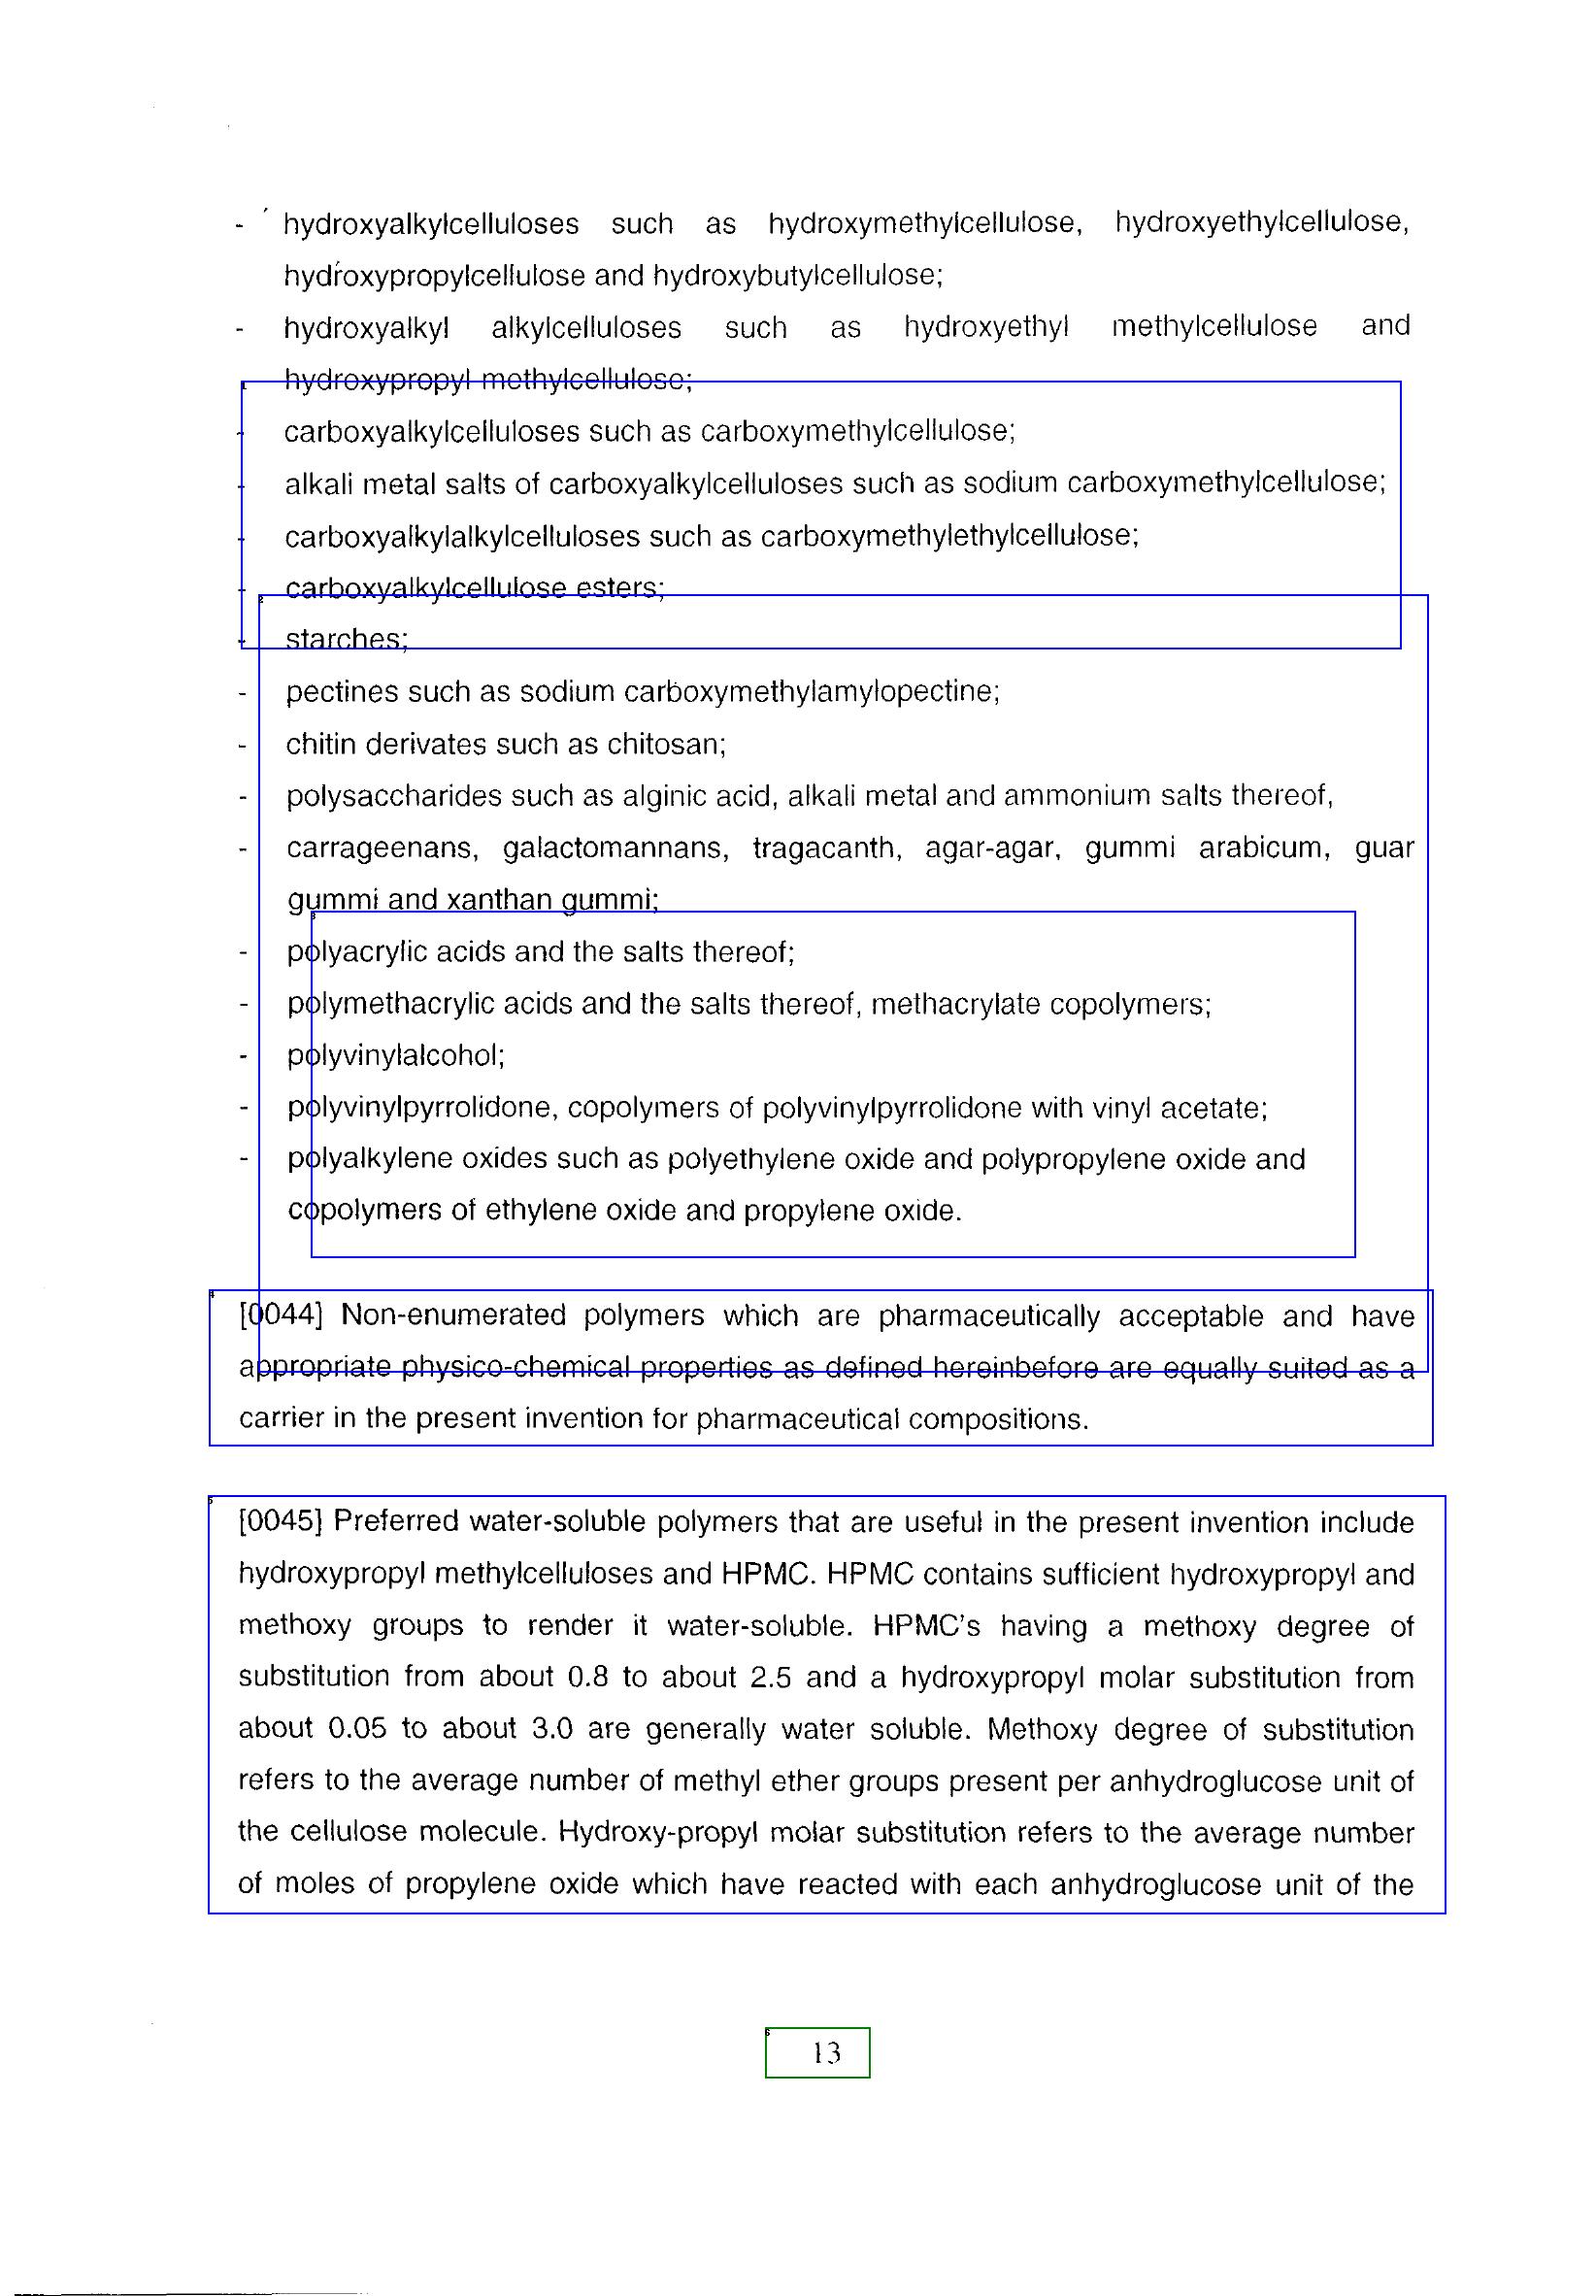 - hydroxyalkylcelluloses such as hydroxymethylcellulose, hydroxyethylcellulose,
hydroxypropylcellulose and hydroxybutylcellulose;
- hydroxyalkyl alkylcelluloses such as hydroxyethyl methylcellulose and
hydroxypropyl methylcellulose;
- carboxyalkylcelluloses such as carboxymethylcellulose;
- alkali metal salts of carboxyalkylcelluloses such as sodium carboxymethylcellulose;
- carboxyalkylalkylcelluloses such as carboxymethylethylcellulose;
- carboxyalkylcellulose esters;
- starches;
- pectines such as sodium carboxymethylamylopectine;
- chitin derivates such as chitosan;
- polysaccharides such as alginic acid, alkali metal and ammonium salts thereof,
- carrageenans, galactomannans, tragacanth, agar-agar, gummi arabicum, guar
gummi and xanthan gummi;
- polyacrylic acids and the salts thereof;
- polymethacrylic acids and the salts thereof, methacrylate copolymers;
- polyvinylalcohol;
- polyvinylpyrrolidone, copolymers of polyvinylpyrrolidone with vinyl acetate;
- polyalkylene oxides such as polyethylene oxide and polypropylene oxide and
copolymers of ethylene oxide and propylene oxide.
[0044] Non-enumerated polymers which are pharmaceutically acceptable and have
appropriate physico-chemical properties as defined hereinbefore are equally suited as a
carrier in the present invention for pharmaceutical compositions.
[0045] Preferred water-soluble polymers that are useful in the present invention include
hydroxypropyl methylcelluloses and HPMC. HPMC contains sufficient hydroxypropyl and
methoxy groups to render it water-soluble. HPMC's having a methoxy degree of
substitution from about 0.8 to about 2.5 and a hydroxypropyl molar substitution from
about 0.05 to about 3.0 are generally water soluble. Methoxy degree of substitution
refers to the average number of methyl ether groups present per anhydroglucose unit of
the cellulose molecule. Hydroxy-propyl molar substitution refers to the average number
of moles of propylene oxide which have reacted with each anhydroglucose unit of the
13